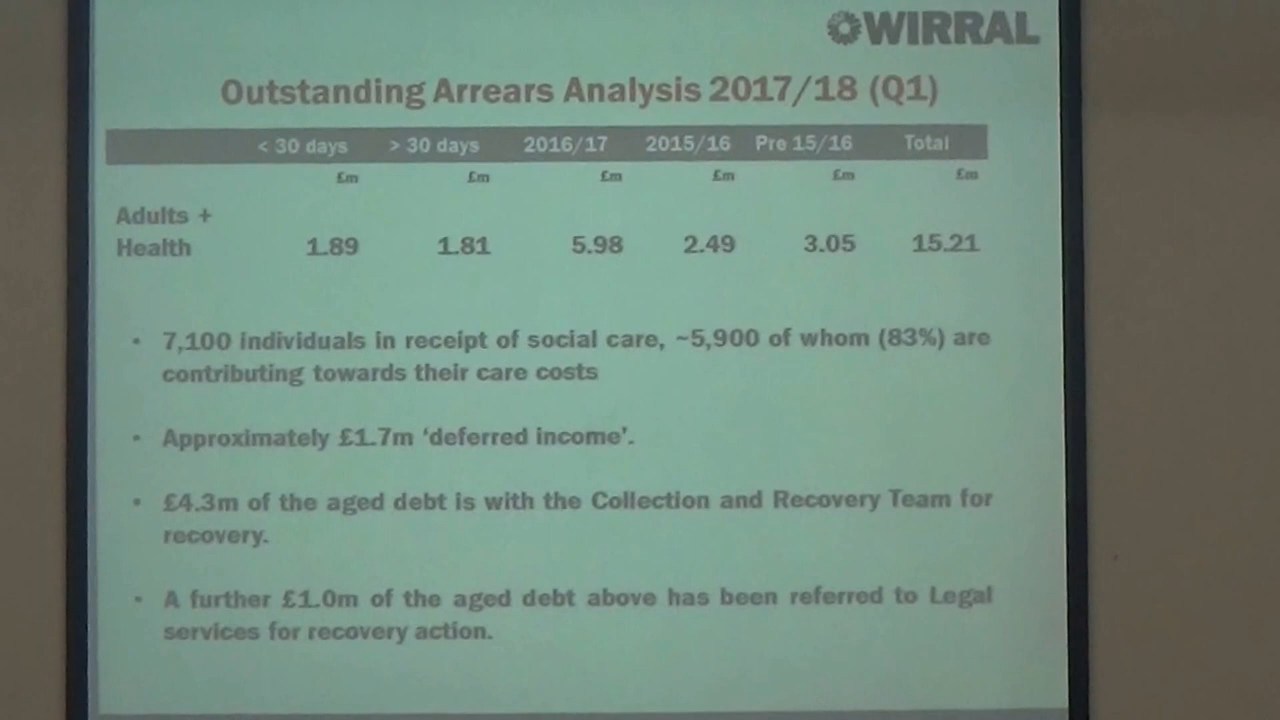 WIRRAL
Outstanding Arrears Analysis 2017/18 (Q1)
< 30 days > 30 days 2016/17 2015/16 Pre 15/16 Total
£m £m £m £m £m £m
Adults +
Health 1.89 1.81 5.98 2.49 3.05 15.21
• 7,100 individuals in receipt of social care, ~5,900 of whom (83%) are
contributing towards their care costs
• Approximately £1.7m ‘deferred income’.
• £4.3m of the aged debt is with the Collection and Recovery Team for
recovery.
• A further £1.0m of the aged debt above has been referred to Legal
services for recovery action.